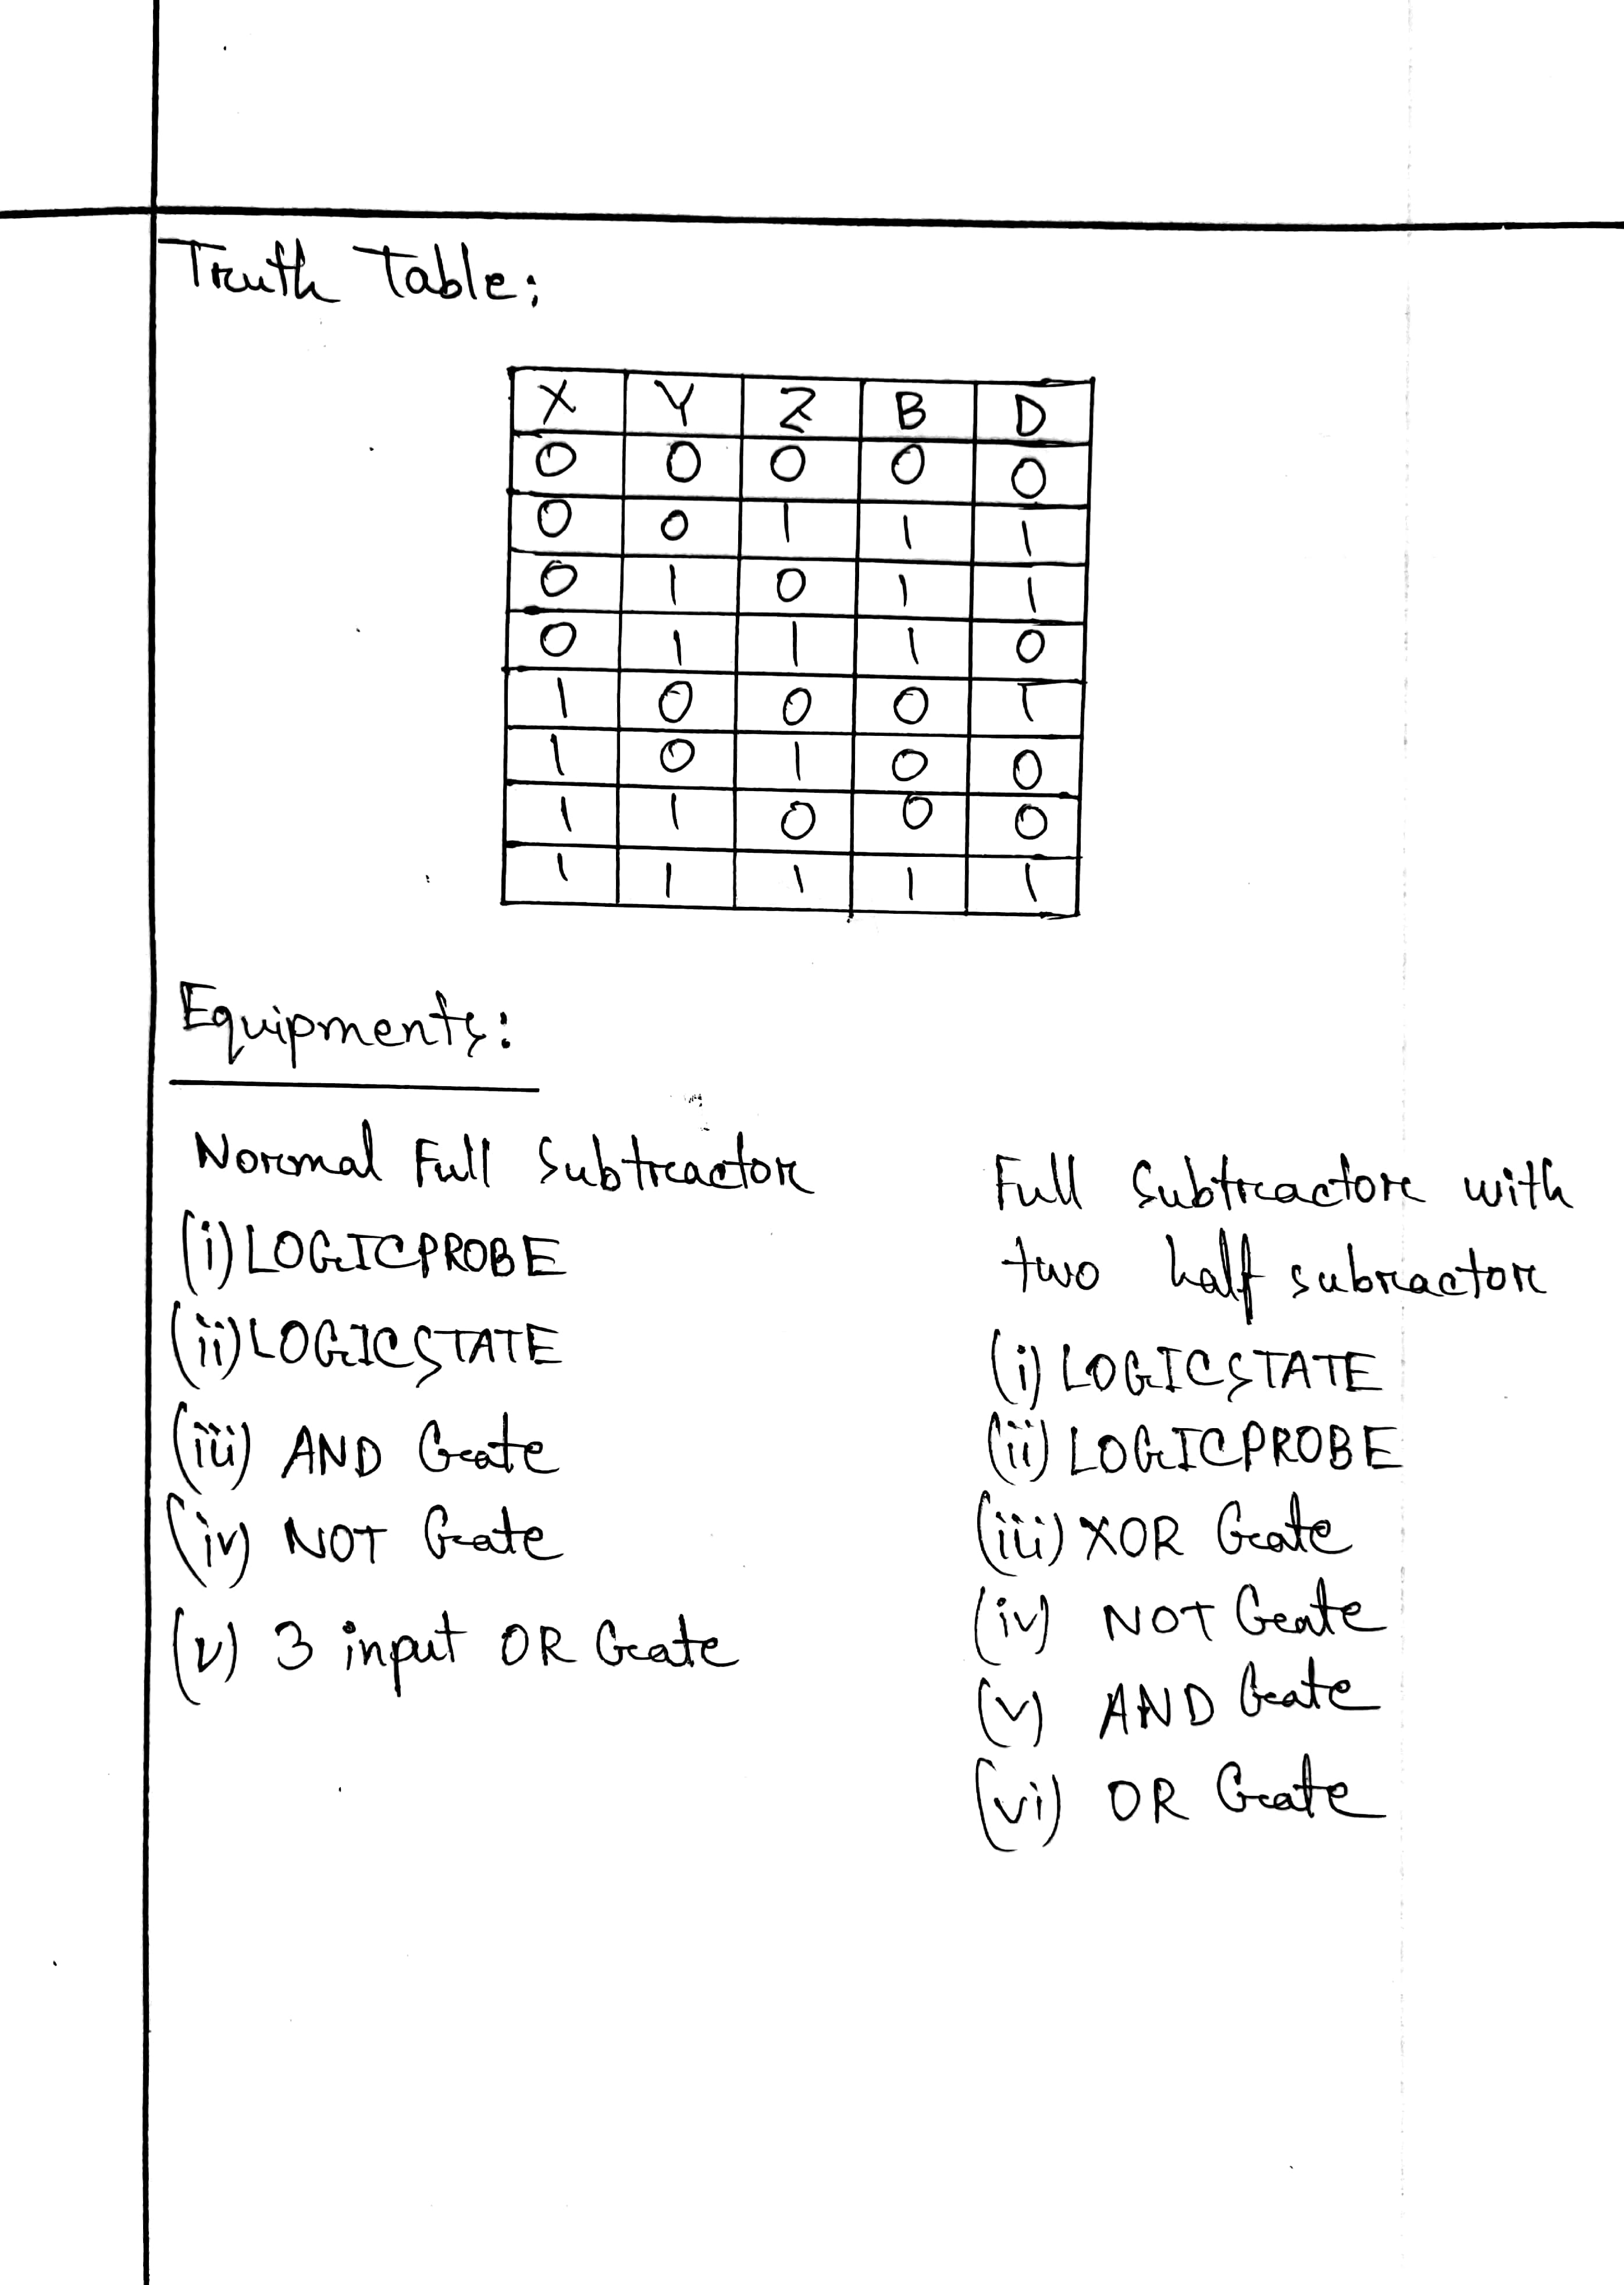 Truth Table:
X Y Z B D
0 0 0 0 0
0 0 1 1 1
0 1 0 1 1
0 1 1 1 0
1 0 0 0 1
1 0 1 0 0
1 1 0 0 0
1 1 1 1 1
Equipments:
Normal Full Subtractor
(i) LOGICPROBE
(ii) LOGICSTATE
(iii) AND Gate
(iv) NOT Gate
(v) 3 input OR Gate
Full Subtractor with
two half subractor
(i) LOGICSTATE
(ii) LOGICPROBE
(iii) XOR Gate
(iv) NOT Gate
(v) AND Gate
(vi) OR Gate